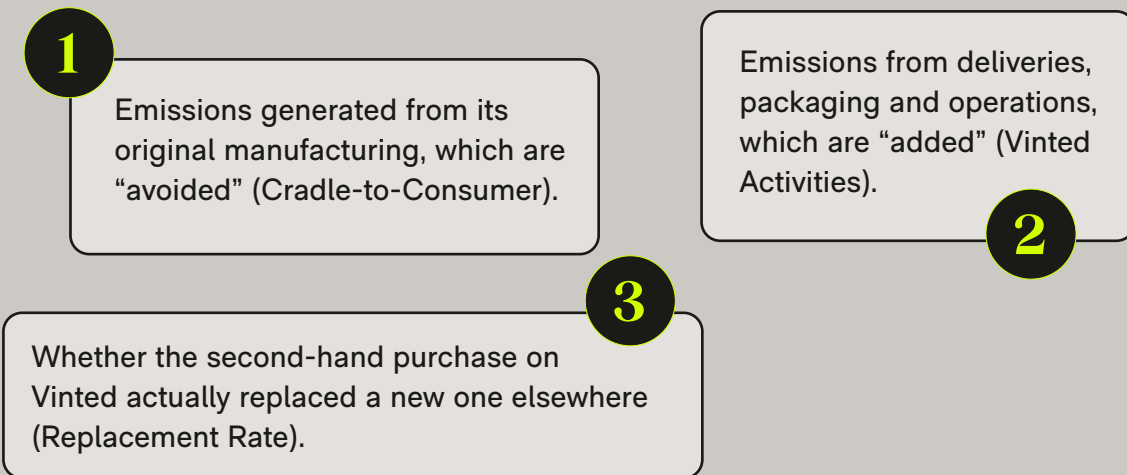 1
Emissions generated from its
original manufacturing, which are
“avoided” (Cradle-to-Consumer).
Emissions from deliveries,
packaging and operations,
which are “added” (Vinted
Activities).
2
3
Whether the second-hand purchase on
Vinted actually replaced a new one elsewhere
(Replacement Rate).